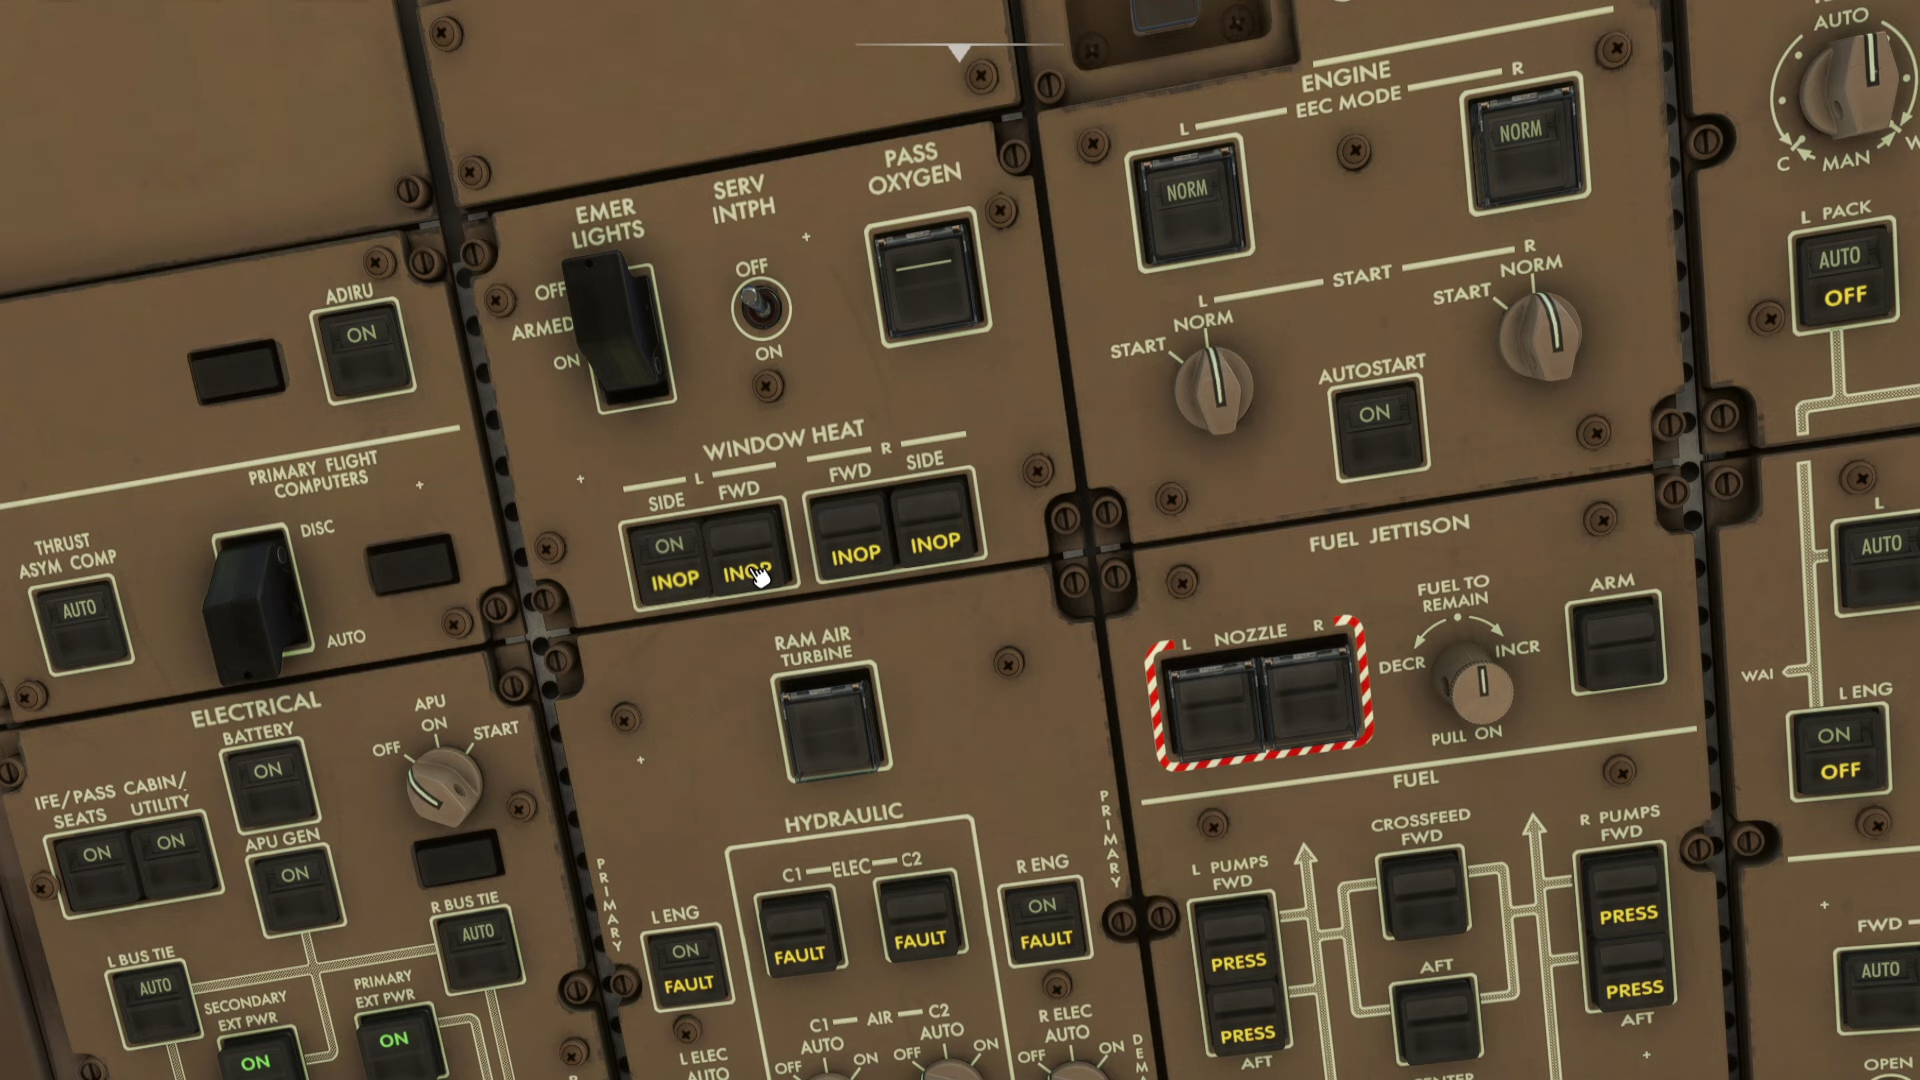 ADIRU
ON
PRIMARY FLIGHT
COMPUTERS
THRUST
ASYM COMP
AUTO
DISC
AUTO
EMER
LIGHTS
OFF
ARMED
ON
SERV
INTPH
OFF
ON
PASS
OXYGEN
WINDOW HEAT
L
R
SIDE
FWD
FWD
SIDE
ON
INOP
INOP
INOP
INOP
ENGINE
EEC MODE
L
R
NORM
NORM
START
L
R
START
NORM
START
NORM
AUTOSTART
ON
AUTO
C
MAN
W
L PACK
AUTO
OFF
ELECTRICAL
BATTERY
ON
APU
OFF
ON
START
IFE/PASS
SEATS
CABIN/
UTILITY
ON
ON
APU GEN
ON
L BUS TIE
AUTO
R BUS TIE
AUTO
SECONDARY
EXT PWR
ON
PRIMARY
EXT PWR
ON
RAM AIR
TURBINE
HYDRAULIC
PRIMARY
PRIMARY
C1
ELEC
C2
L ENG
ON
FAULT
FAULT
FAULT
R ENG
ON
FAULT
C1
AIR
C2
L ELEC
AUTO
AUTO
OFF
ON
AUTO
OFF
ON
R ELEC
AUTO
OFF
ON
FUEL JETTISON
L
NOZZLE
R
FUEL TO
REMAIN
DECR
INCR
PULL ON
ARM
FUEL
L PUMPS
FWD
PRESS
PRESS
AFT
CROSSFEED
FWD
AFT
R PUMPS
FWD
PRESS
PRESS
AFT
L
AUTO
WAI
L ENG
ON
OFF
FWD
AUTO
OPEN